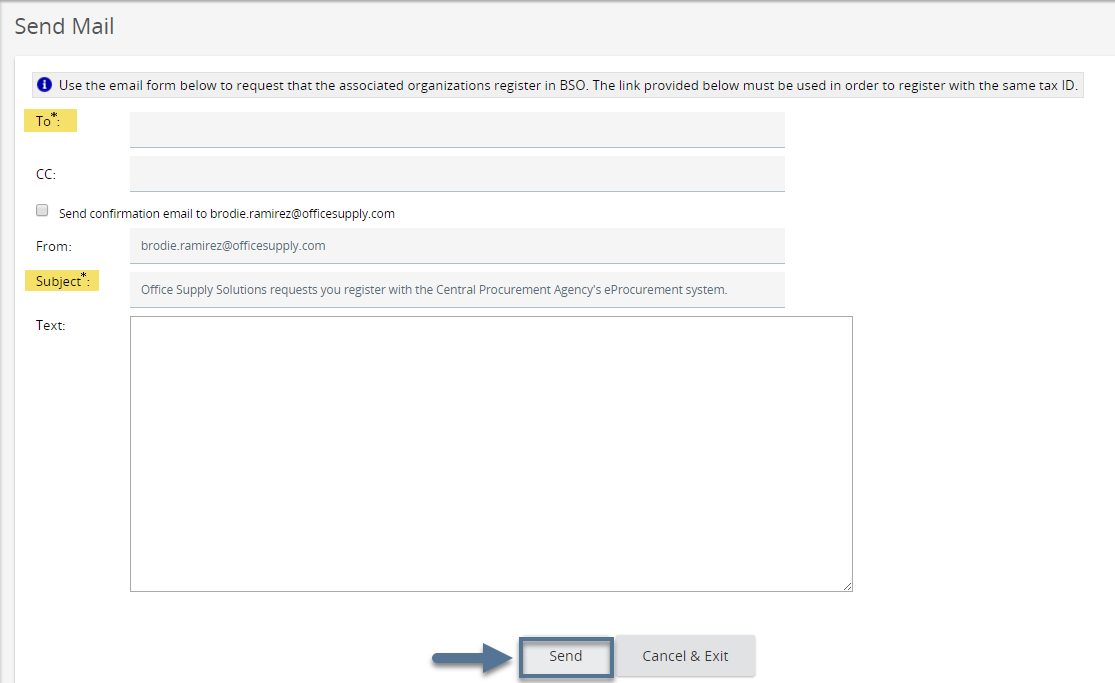 Send Mail
i Use the email form below to request that the associated organizations register in BSO. The link provided below must be used in order to register with the same tax ID.
To*:
CC:
Send confirmation email to brodie.ramirez@officesupply.com
From: brodie.ramirez@officesupply.com
Subject*: Office Supply Solutions requests you register with the Central Procurement Agency's eProcurement system.
Text:
Send Cancel & Exit